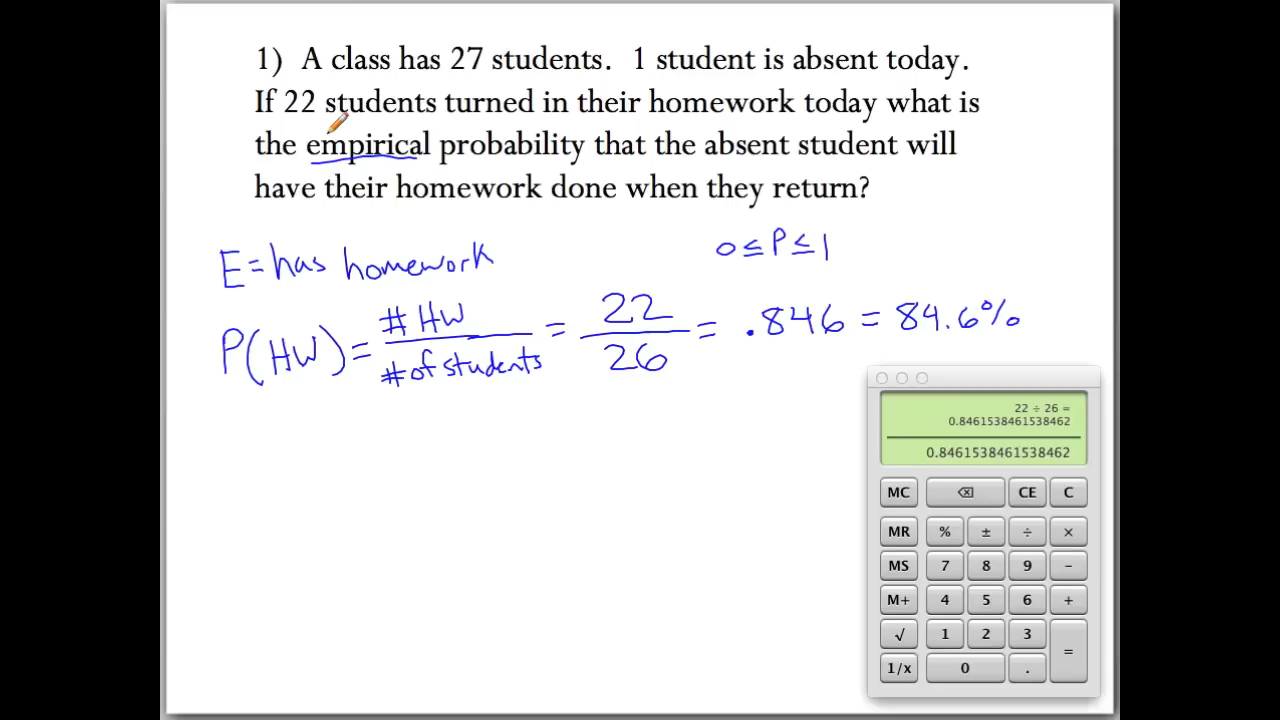 1) A class has 27 students. 1 student is absent today.
If 22 students turned in their homework today what is
the empirical probability that the absent student will
have their homework done when they return?
E = has homework
0 ≤ P ≤ 1
P(HW) = # HW / # of students = 22 / 26 = .846 = 84.6%
22 ÷ 26 =
0.8461538461538462
0.8461538461538462
MC ⌫ CE C
MR % ± ÷ ×
MS 7 8 9 -
M+ 4 5 6 +
√ 1 2 3 =
1/x 0 .